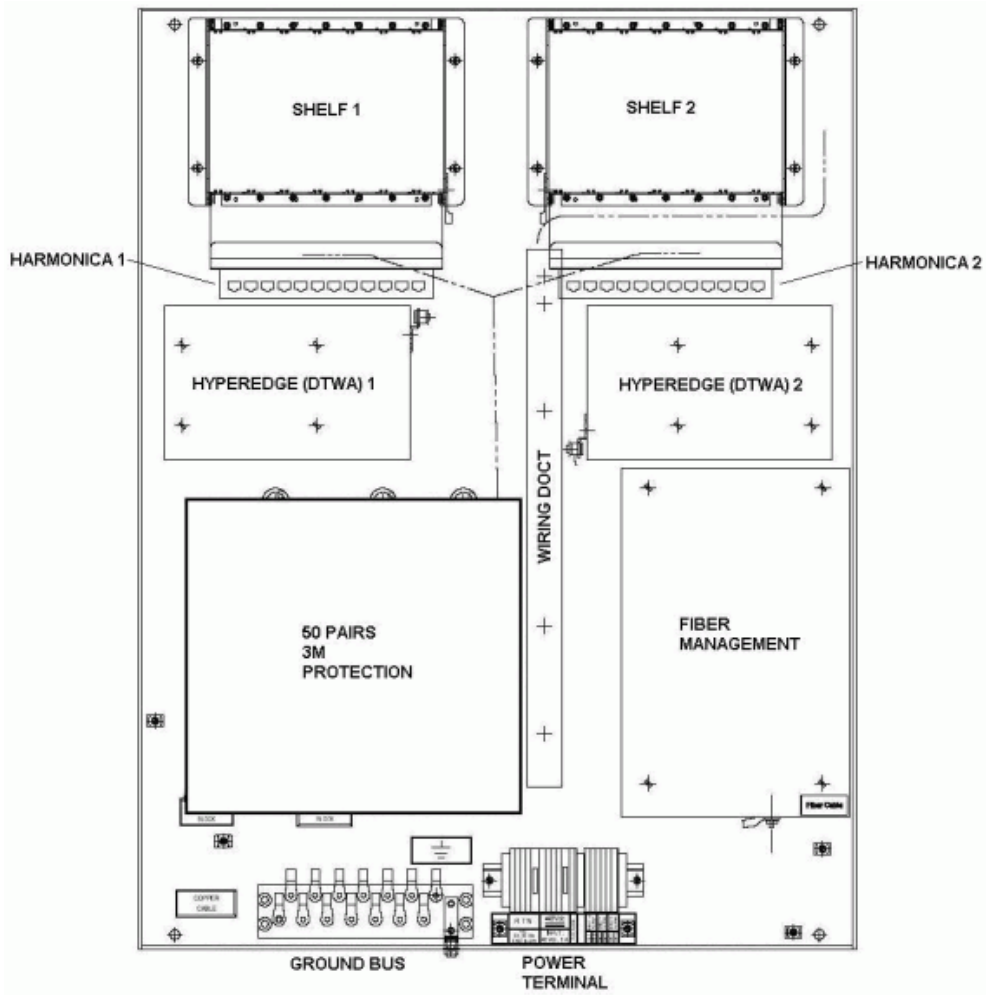 SHELF 1
SHELF 2
HARMONICA 1
HARMONICA 2
HYPEREDGE (DTWA) 1
HYPEREDGE (DTWA) 2
WIRING DOCT
50 PAIRS
3M
PROTECTION
FIBER
MANAGEMENT
Fiber Cable
COPPER
CABLE
GROUND BUS
POWER
TERMINAL